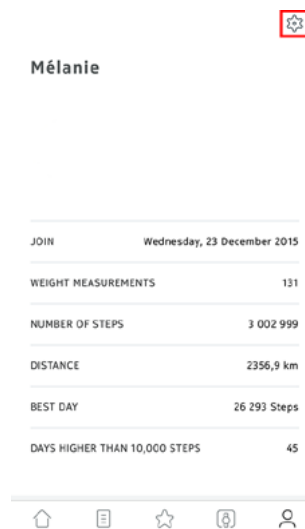 Mélanie
JOIN Wednesday, 23 December 2015
WEIGHT MEASUREMENTS 131
NUMBER OF STEPS 3 002 999
DISTANCE 2356,9 km
BEST DAY 26 293 Steps
DAYS HIGHER THAN 10,000 STEPS 45